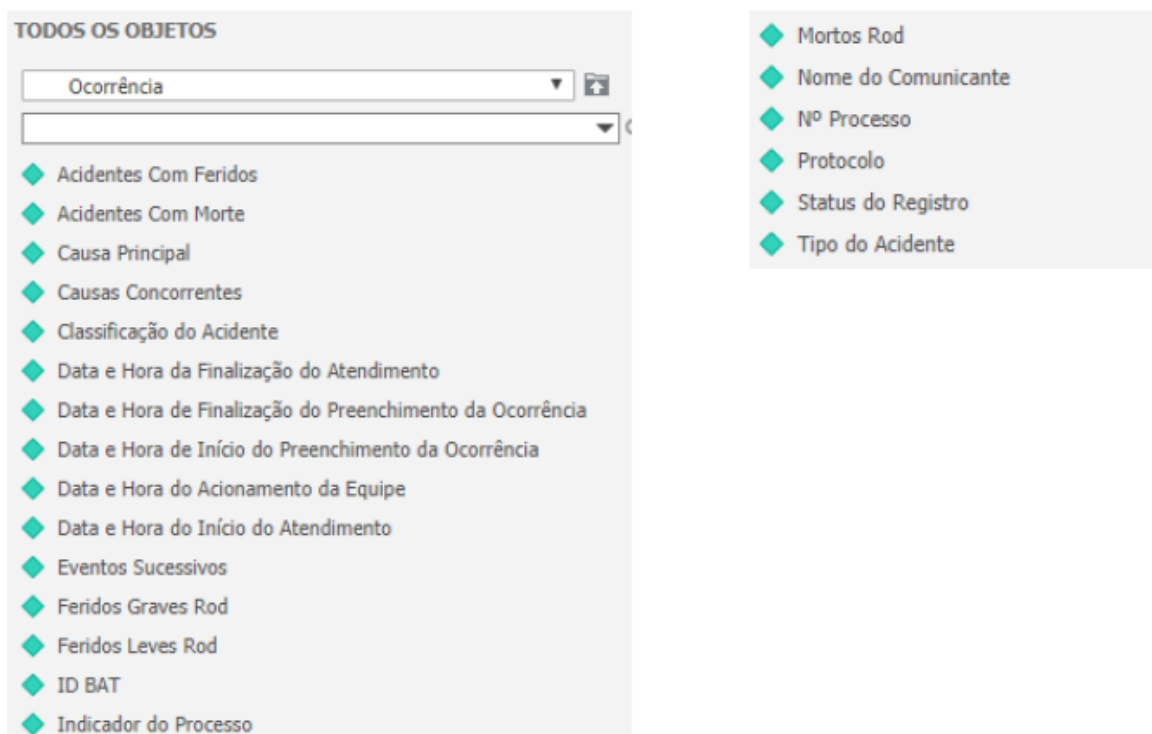 TODOS OS OBJETOS
Ocorrência
Acidentes Com Feridos
Acidentes Com Morte
Causa Principal
Causas Concorrentes
Classificação do Acidente
Data e Hora da Finalização do Atendimento
Data e Hora de Finalização do Preenchimento da Ocorrência
Data e Hora de Início do Preenchimento da Ocorrência
Data e Hora do Acionamento da Equipe
Data e Hora do Início do Atendimento
Eventos Sucessivos
Feridos Graves Rod
Feridos Leves Rod
ID BAT
Indicador do Processo
Mortos Rod
Nome do Comunicante
Nº Processo
Protocolo
Status do Registro
Tipo do Acidente